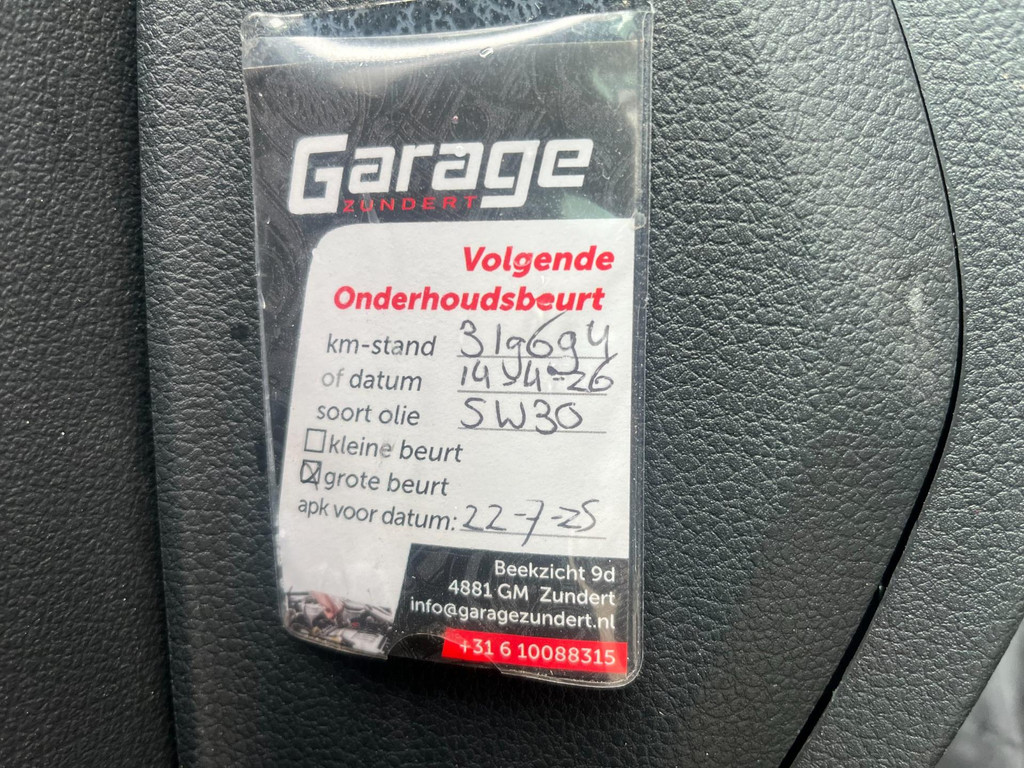 Garage
ZUNDERT
Volgende
Onderhoudsbeurt
km-stand 319694
of datum 14-4-26
soort olie 5W30
kleine beurt
grote beurt
apk voor datum: 22-7-25
Beekzicht 9d
4881 GM Zundert
info@garagezundert.nl
+31 6 10088315